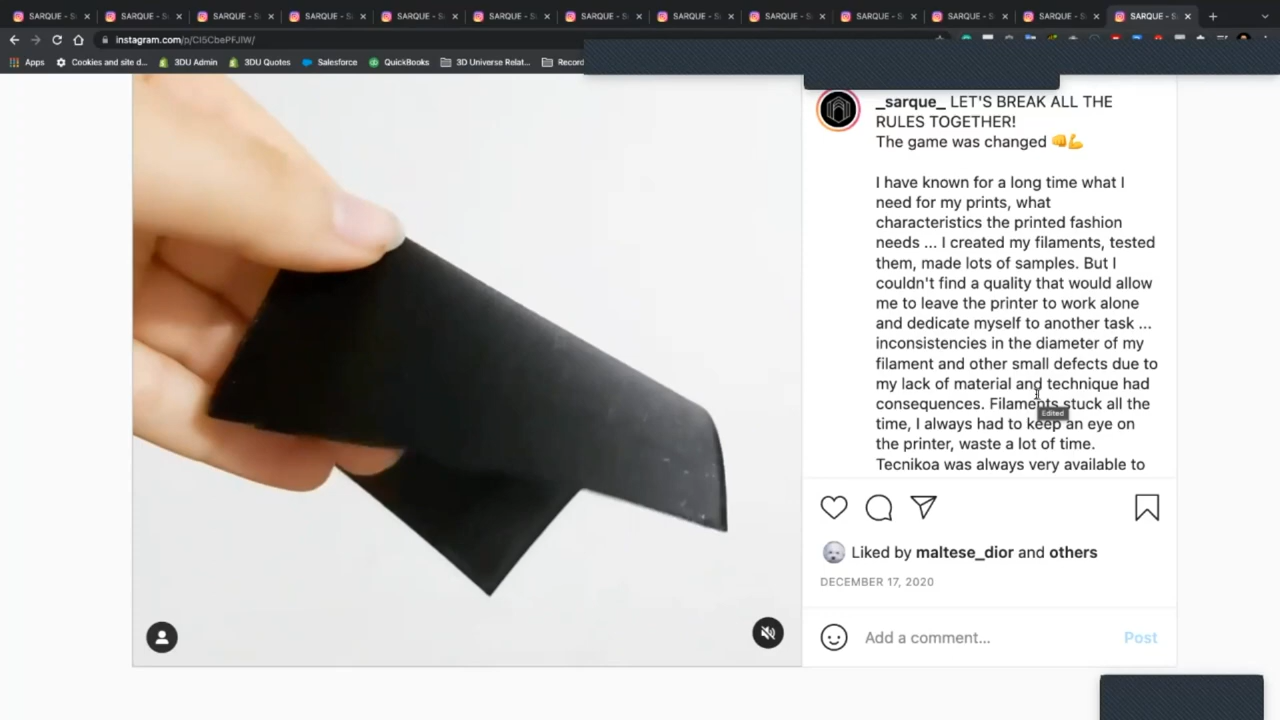 SARQUE - S SARQUE - S SARQUE - S SARQUE - S SARQUE - S SARQUE - S SARQUE - S SARQUE - S SARQUE - S SARQUE - S SARQUE - S SARQUE - S SARQUE - S
instagram.com/p/CI5CbePFJlW/
Apps Cookies and site d... 3DU Admin 3DU Quotes Salesforce QuickBooks 3D Universe Relat... Record
_sarque_ LET'S BREAK ALL THE
RULES TOGETHER!
The game was changed 👊💪
I have known for a long time what I
need for my prints, what
characteristics the printed fashion
needs ... I created my filaments, tested
them, made lots of samples. But I
couldn't find a quality that would allow
me to leave the printer to work alone
and dedicate myself to another task ...
inconsistencies in the diameter of my
filament and other small defects due to
my lack of material and technique had
consequences. Filaments stuck all the
Edited
time, I always had to keep an eye on
the printer, waste a lot of time.
Tecnikoa was always very available to
Liked by maltese_dior and others
DECEMBER 17, 2020
Add a comment... Post